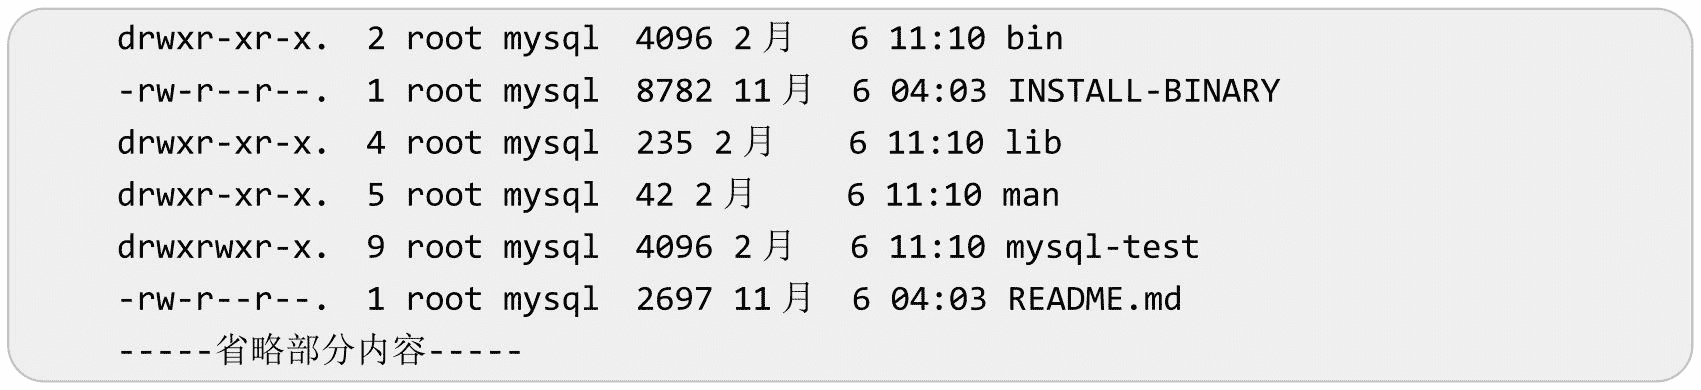 drwxr-xr-x.  2 root mysql  4096 2月   6 11:10 bin
-rw-r--r--.  1 root mysql  8782 11月  6 04:03 INSTALL-BINARY
drwxr-xr-x.  4 root mysql  235 2月    6 11:10 lib
drwxr-xr-x.  5 root mysql  42 2月     6 11:10 man
drwxrwxr-x.  9 root mysql  4096 2月   6 11:10 mysql-test
-rw-r--r--.  1 root mysql  2697 11月  6 04:03 README.md
-----省略部分内容-----